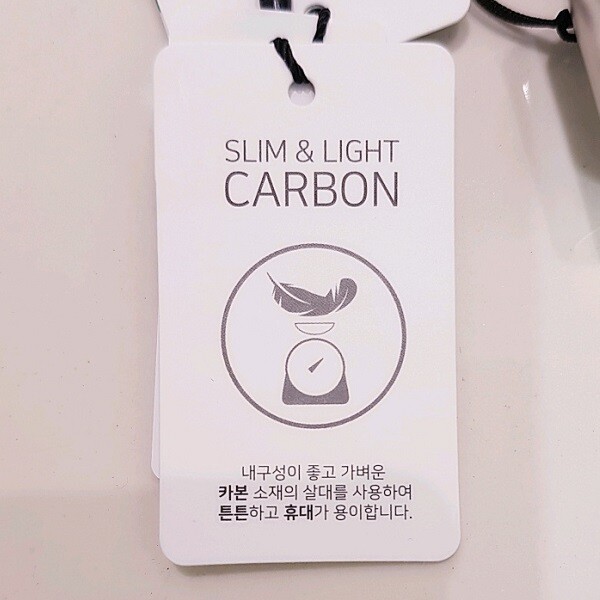 SLIM & LIGHT
CARBON
내구성이 좋고 가벼운
카본 소재의 살대를 사용하여
튼튼하고 휴대가 용이합니다.